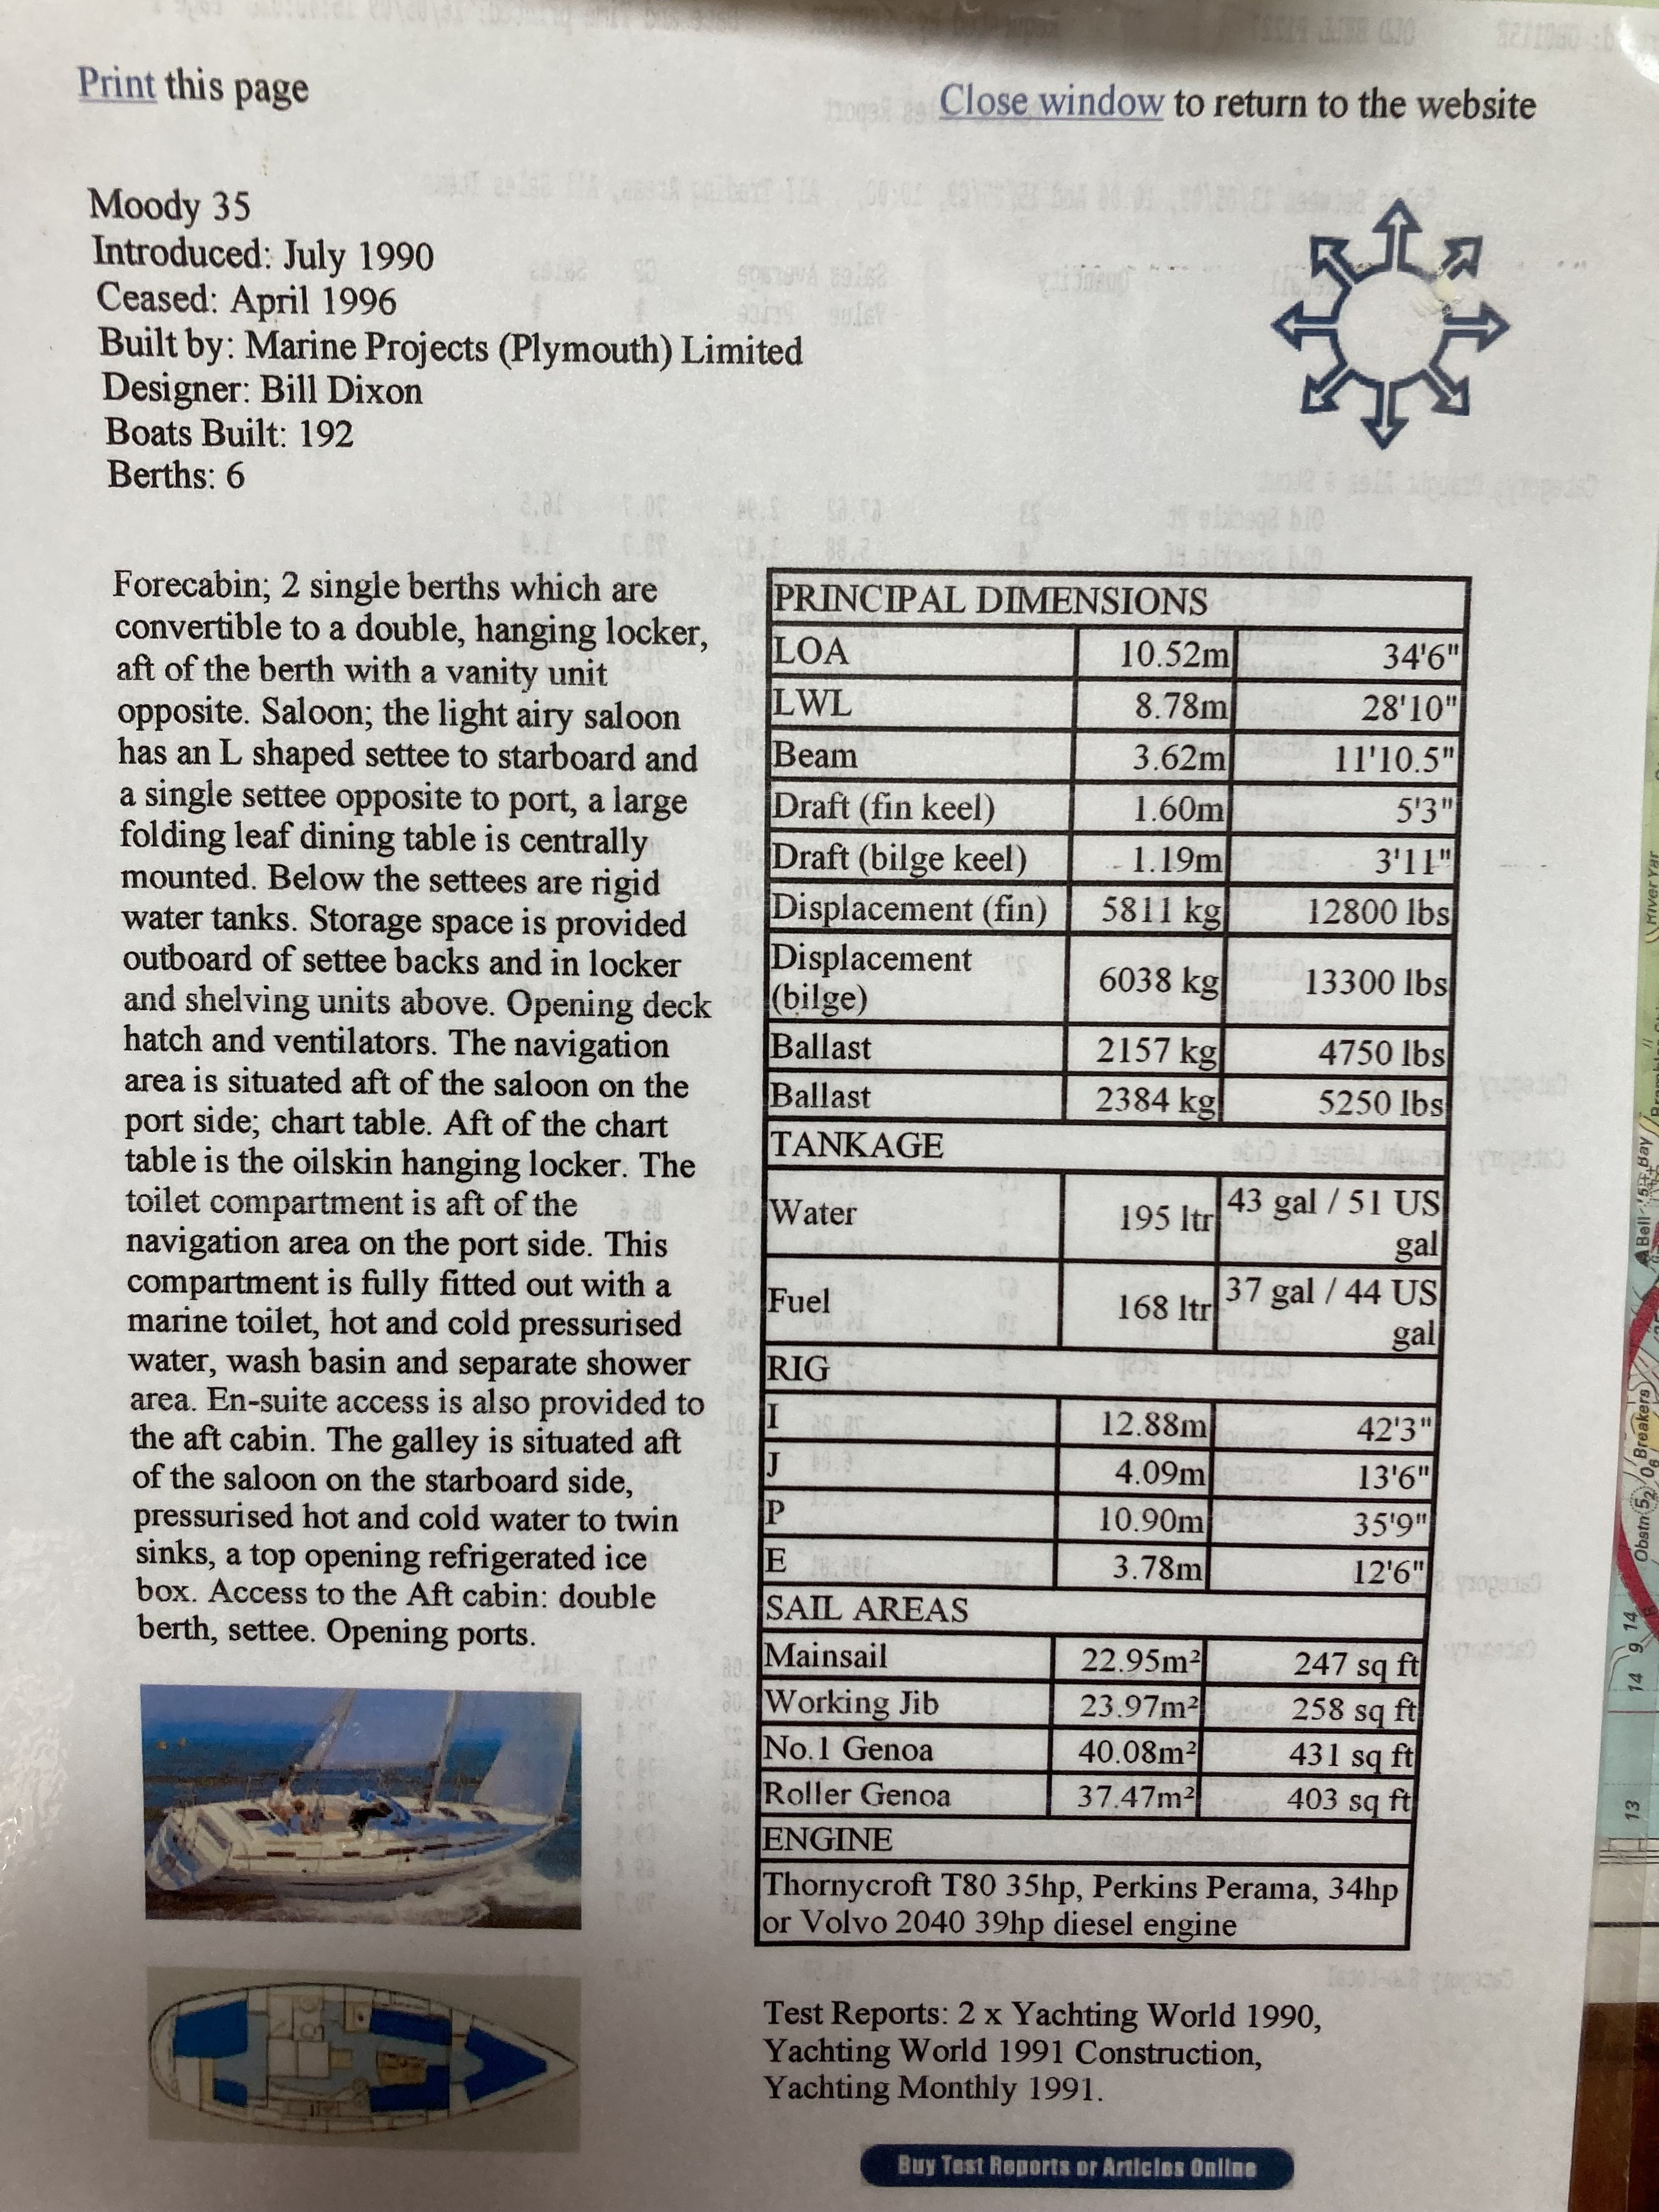 Print this page
Close window to return to the website
Moody 35
Introduced: July 1990
Ceased: April 1996
Built by: Marine Projects (Plymouth) Limited
Designer: Bill Dixon
Boats Built: 192
Berths: 6
Forecabin; 2 single berths which are
convertible to a double, hanging locker,
aft of the berth with a vanity unit
opposite. Saloon; the light airy saloon
has an L shaped settee to starboard and
a single settee opposite to port, a large
folding leaf dining table is centrally
mounted. Below the settees are rigid
water tanks. Storage space is provided
outboard of settee backs and in locker
and shelving units above. Opening deck
hatch and ventilators. The navigation
area is situated aft of the saloon on the
port side; chart table. Aft of the chart
table is the oilskin hanging locker. The
toilet compartment is aft of the
navigation area on the port side. This
compartment is fully fitted out with a
marine toilet, hot and cold pressurised
water, wash basin and separate shower
area. En-suite access is also provided to
the aft cabin. The galley is situated aft
of the saloon on the starboard side,
pressurised hot and cold water to twin
sinks, a top opening refrigerated ice
box. Access to the Aft cabin: double
berth, settee. Opening ports.
PRINCIPAL DIMENSIONS
LOA 10.52m 34'6"
LWL 8.78m 28'10"
Beam 3.62m 11'10.5"
Draft (fin keel) 1.60m 5'3"
Draft (bilge keel) 1.19m 3'11"
Displacement (fin) 5811 kg 12800 lbs
Displacement
(bilge) 6038 kg 13300 lbs
Ballast 2157 kg 4750 lbs
Ballast 2384 kg 5250 lbs
TANKAGE
Water 195 ltr 43 gal / 51 US
gal
Fuel 168 ltr 37 gal / 44 US
gal
RIG
I 12.88m 42'3"
J 4.09m 13'6"
P 10.90m 35'9"
E 3.78m 12'6"
SAIL AREAS
Mainsail 22.95m² 247 sq ft
Working Jib 23.97m² 258 sq ft
No.1 Genoa 40.08m² 431 sq ft
Roller Genoa 37.47m² 403 sq ft
ENGINE
Thornycroft T80 35hp, Perkins Perama, 34hp
or Volvo 2040 39hp diesel engine
Test Reports: 2 x Yachting World 1990,
Yachting World 1991 Construction,
Yachting Monthly 1991.
Buy Test Reports or Articles Online
River Yar
Bell
Bay
Breakers
Obstn
14 9 14
13